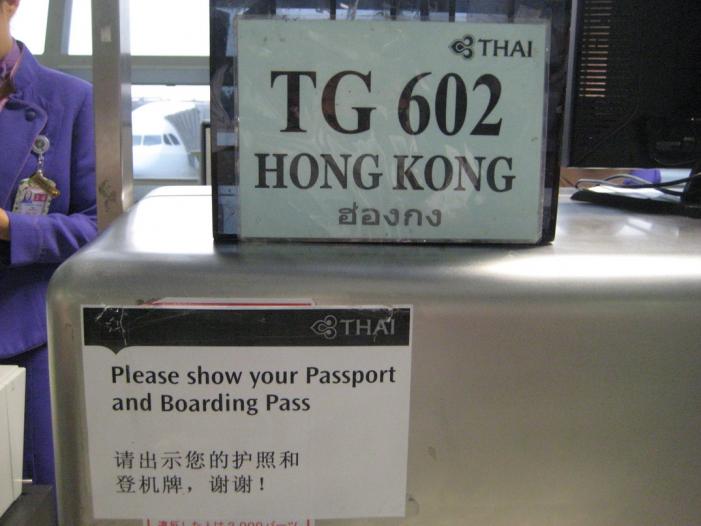 THAI
TG 602
HONG KONG
ฮ่องกง
THAI
Please show your Passport
and Boarding Pass
请出示您的护照和
登机牌，谢谢！